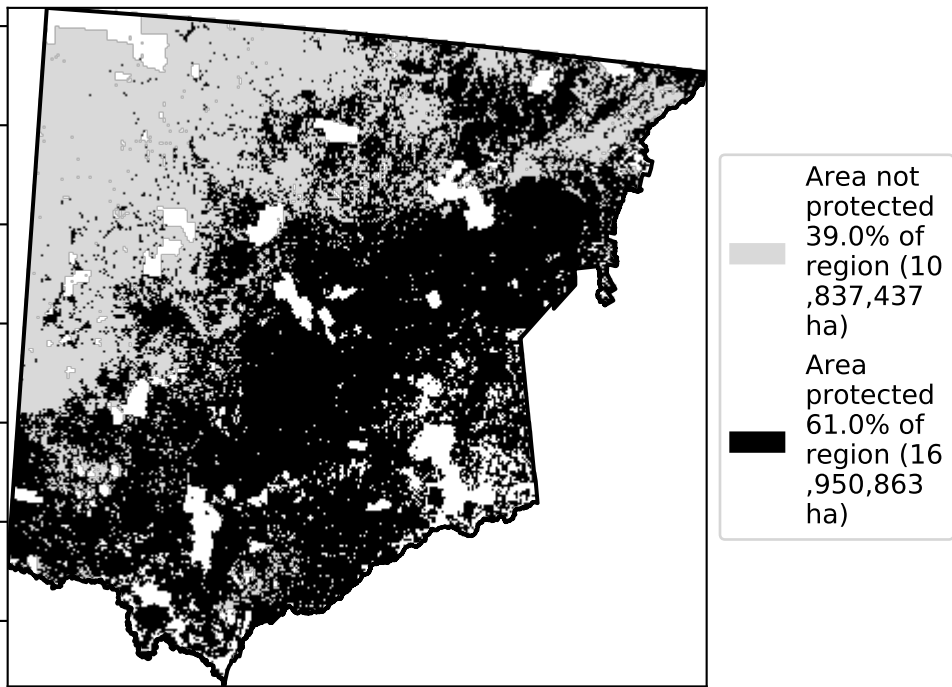 Area not
protected
39.0% of
region (10
,837,437
ha)
Area
protected
61.0% of
region (16
,950,863
ha)